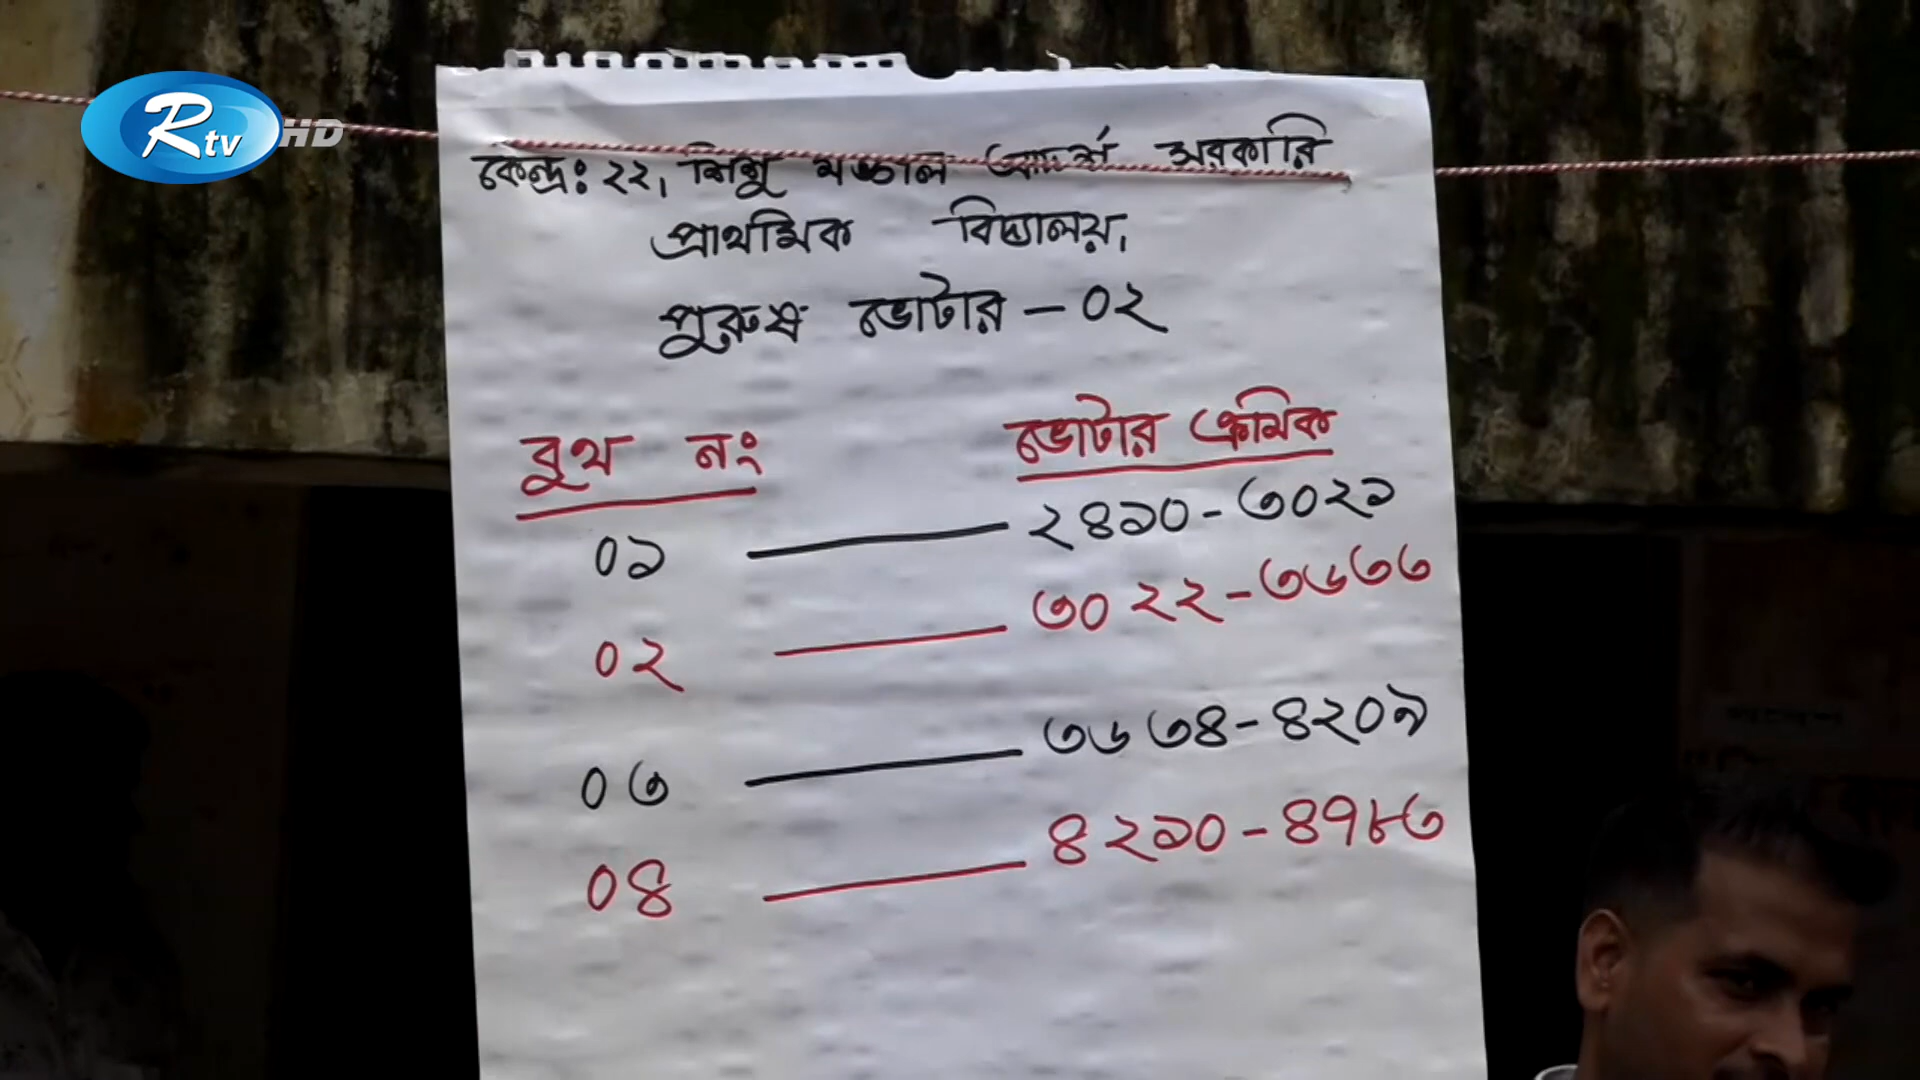 Rtv HD
কেন্দ্র: ২২, শিশু মঙ্গল আদর্শ সরকারি
প্রাথমিক বিদ্যালয়,
পুরুষ ভোটার - ০২
বুথ নং ভোটার ক্রমিক
০১ — ২৪১০-৩০২১
০২ — ৩০২২-৩৬৩৩
০৩ — ৩৬৩৪-৪২০৯
০৪ — ৪২১০-৪৭৮৩